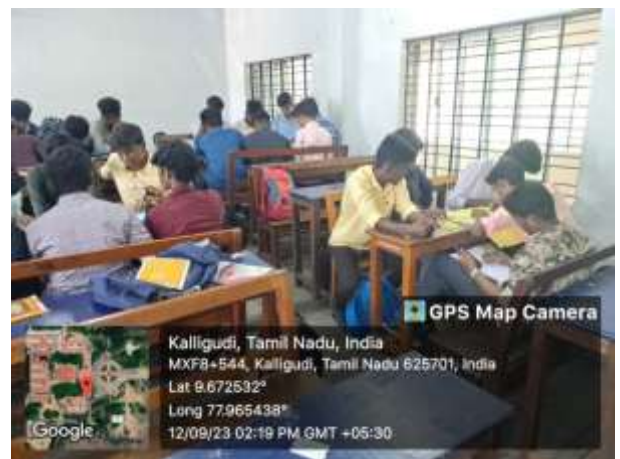 GPS Map Camera
Kalligudi, Tamil Nadu, India
MXF8+544, Kalligudi, Tamil Nadu 625701, India
Lat 9.672532°
Long 77.965438°
12/09/23 02:19 PM GMT +05:30
Google